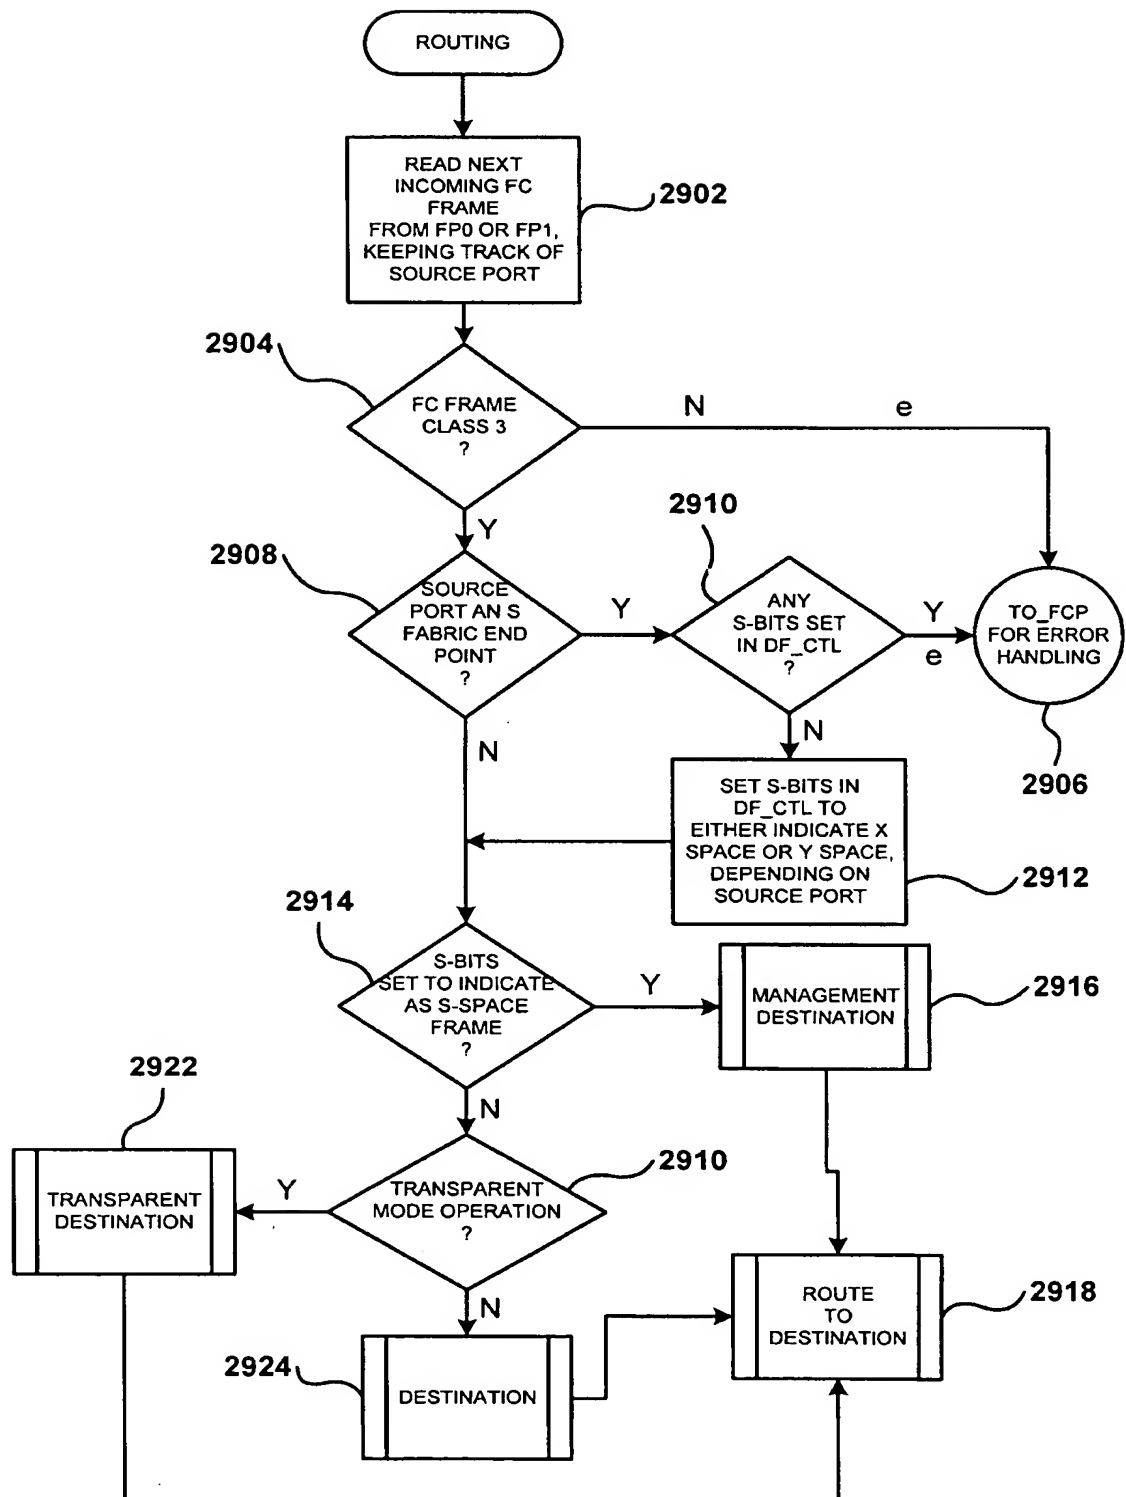 ROUTING
READ NEXT
INCOMING FC
FRAME
FROM FP0 OR FP1,
KEEPING TRACK OF
SOURCE PORT
2902
2904
FC FRAME
CLASS 3
?
N
e
Y
2908
SOURCE
PORT AN S
FABRIC END
POINT
?
Y
N
2910
ANY
S-BITS SET
IN DF_CTL
?
Y
e
N
TO_FCP
FOR ERROR
HANDLING
2906
SET S-BITS IN
DF_CTL TO
EITHER INDICATE X
SPACE OR Y SPACE,
DEPENDING ON
SOURCE PORT
2912
2914
S-BITS
SET TO INDICATE
AS S-SPACE
FRAME
?
Y
N
MANAGEMENT
DESTINATION
2916
2922
TRANSPARENT
DESTINATION
Y
TRANSPARENT
MODE OPERATION
?
2910
N
ROUTE
TO
DESTINATION
2918
2924
DESTINATION